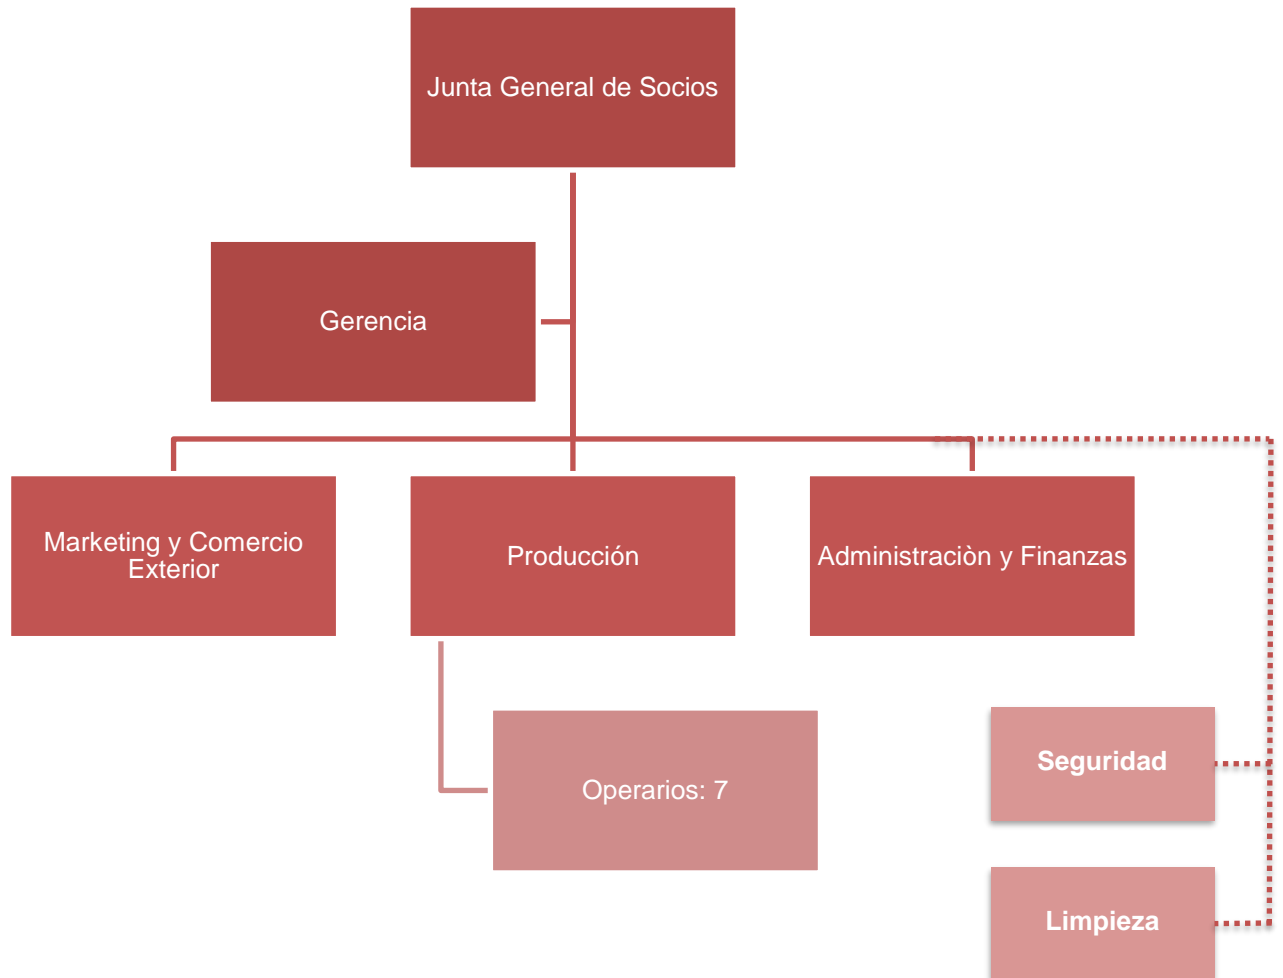 Junta General de Socios
Gerencia
Marketing y Comercio
Exterior
Producción
Administraciòn y Finanzas
Operarios: 7
Seguridad
Limpieza